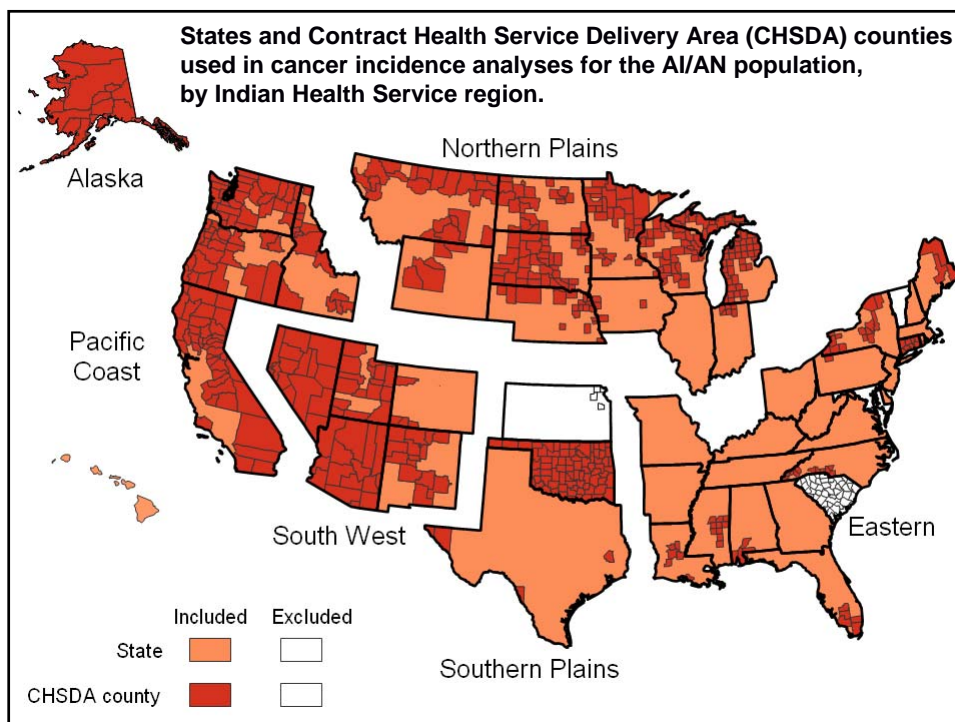 States and Contract Health Service Delivery Area (CHSDA) counties
used in cancer incidence analyses for the AI/AN population,
by Indian Health Service region.
Northern Plains
Alaska
Pacific
Coast
South West
Eastern
Included Excluded
State
Southern Plains
CHSDA county